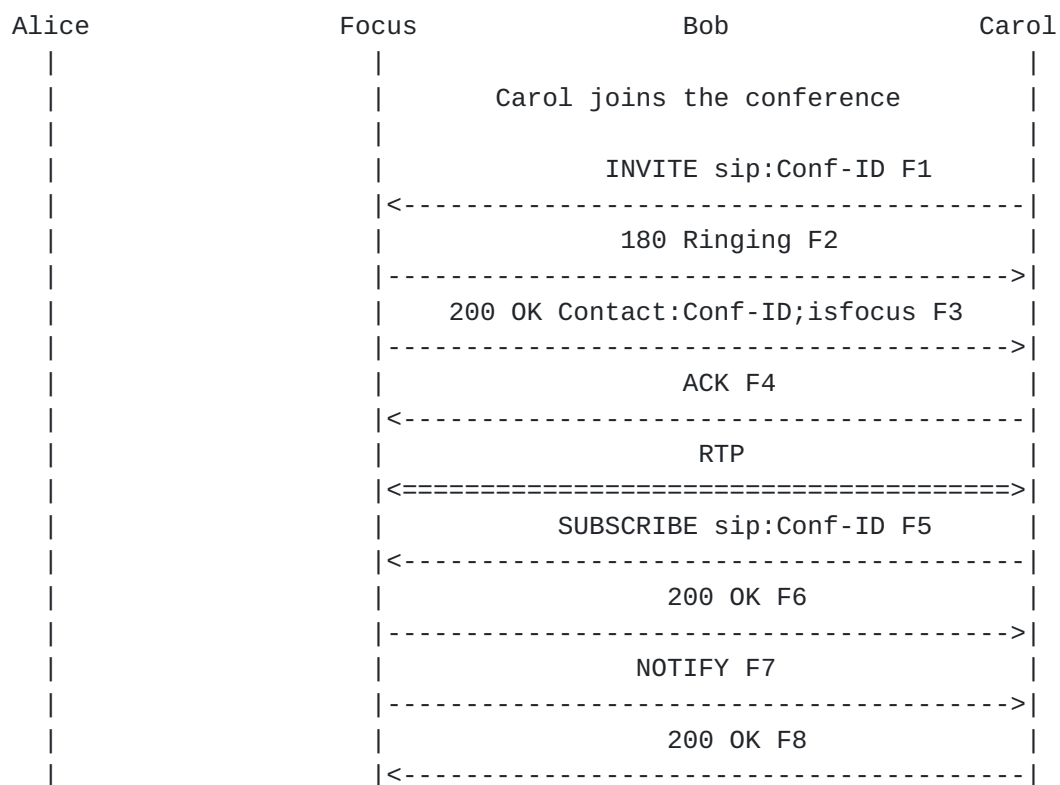 Alice Focus Bob Carol
Carol joins the conference
INVITE sip:Conf-ID F1
180 Ringing F2
200 OK Contact:Conf-ID;isfocus F3
ACK F4
RTP
SUBSCRIBE sip:Conf-ID F5
200 OK F6
NOTIFY F7
200 OK F8